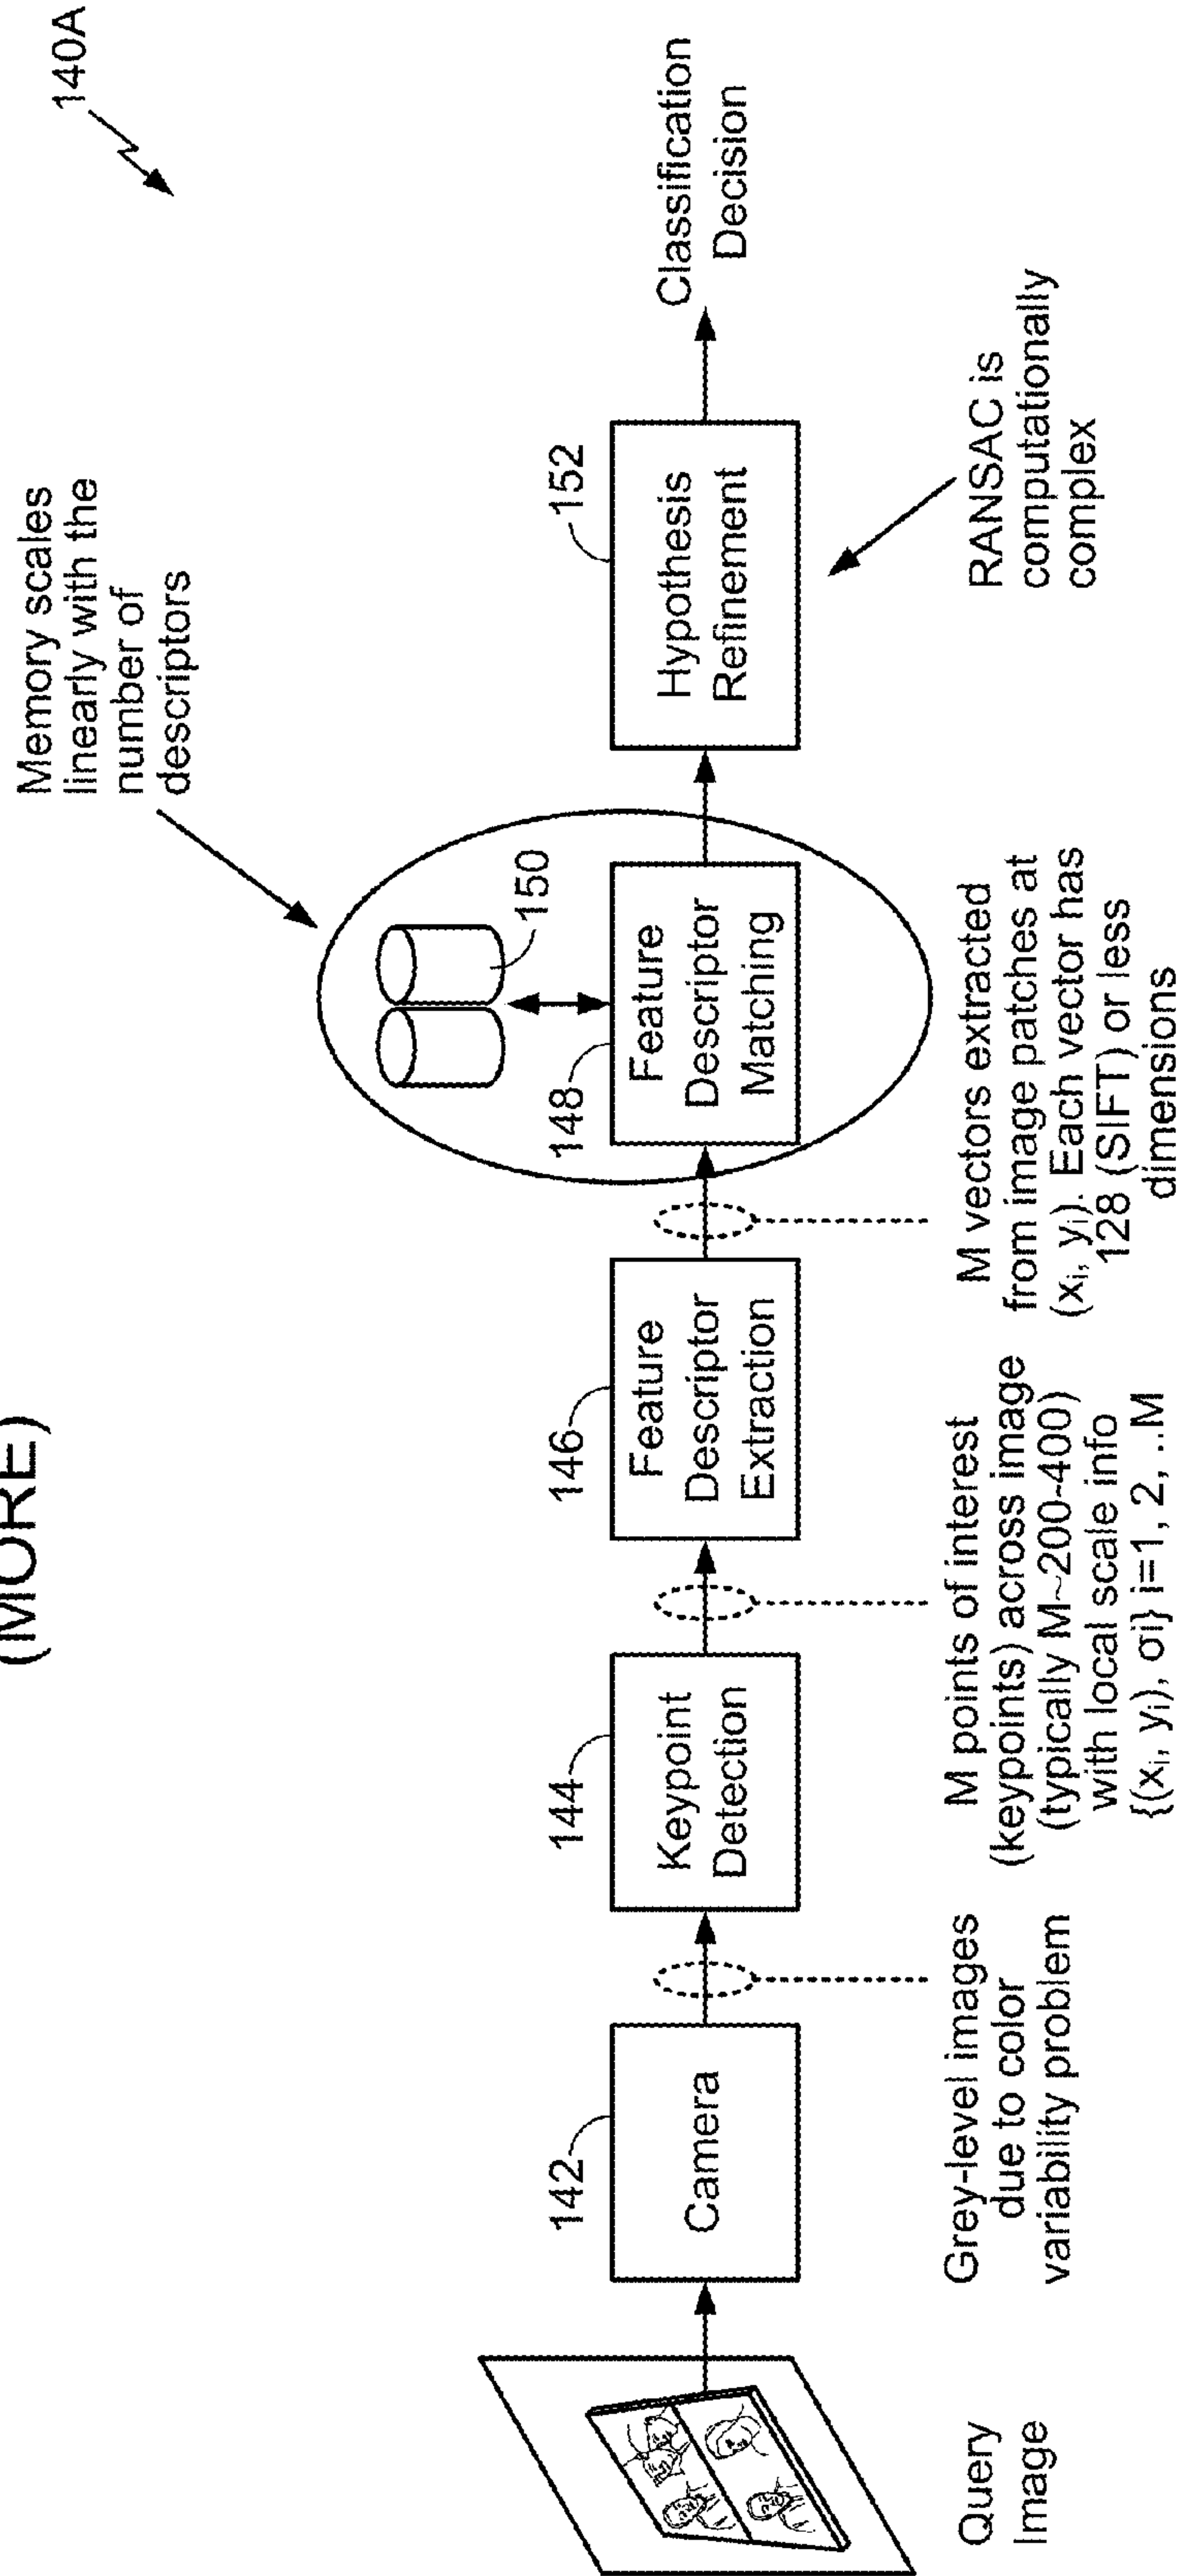 (MORE)
140A
Memory scales
linearly with the
number of
descriptors
150
142
144
146
148
152
Query
Image
Camera
Keypoint
Detection
Feature
Descriptor
Extraction
Feature
Descriptor
Matching
Hypothesis
Refinement
Classification
Decision
Grey-level images
due to color
variability problem
M points of interest
(keypoints) across image
(typically M~200-400)
with local scale info
{(xᵢ, yᵢ), σi} i=1, 2, ..M
M vectors extracted
from image patches at
(xᵢ, yᵢ). Each vector has
128 (SIFT) or less
dimensions
RANSAC is
computationally
complex